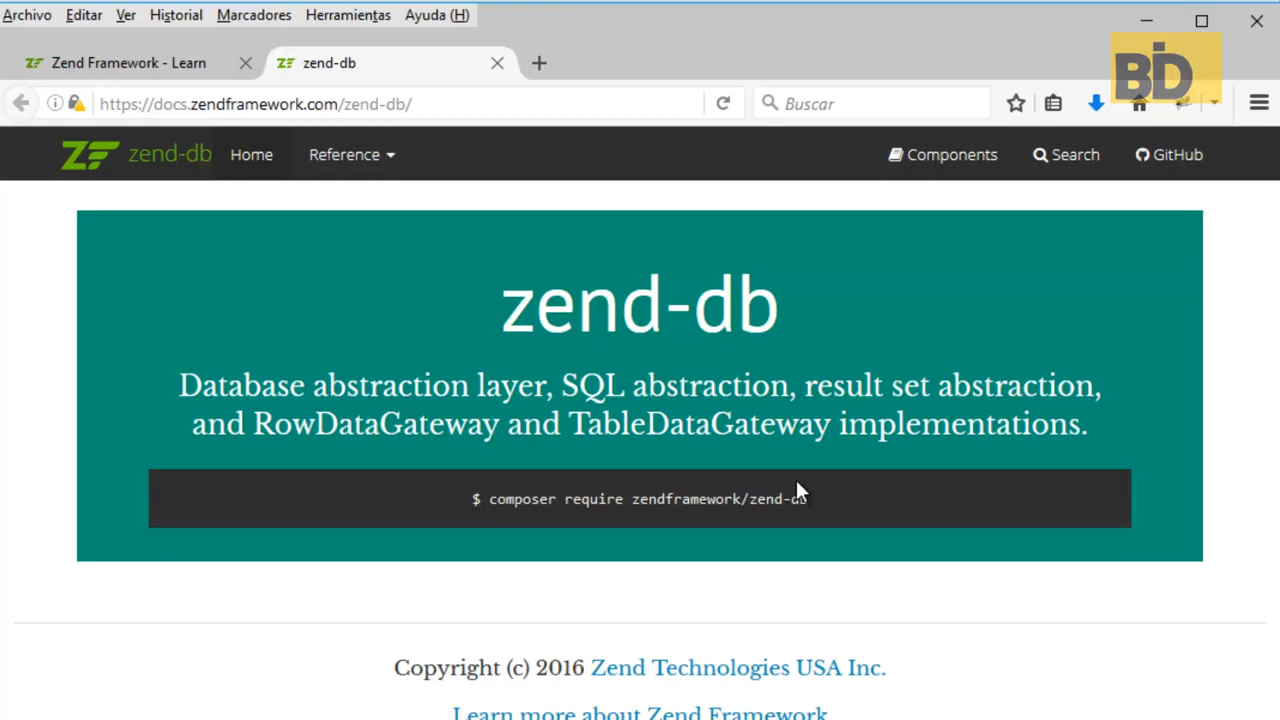 Archivo Editar Ver Historial Marcadores Herramientas Ayuda (H)
BID
Zend Framework - Learn
zend-db
https://docs.zendframework.com/zend-db/
Buscar
zend-db Home Reference Components Search GitHub
zend-db
Database abstraction layer, SQL abstraction, result set abstraction,
and RowDataGateway and TableDataGateway implementations.
$ composer require zendframework/zend-db
Copyright (c) 2016 Zend Technologies USA Inc.
Learn more about Zend Framework